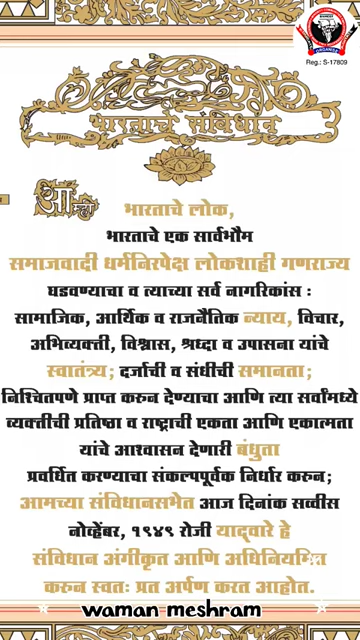 ORGANISE
Reg.: S-17809
भारताचे संविधान
आम्ही भारताचे लोक,
भारताचे एक सार्वभौम
समाजवादी धर्मनिरपेक्ष लोकशाही गणराज्य
घडवण्याचा व त्याच्या सर्व नागरिकांस :
सामाजिक, आर्थिक व राजनैतिक न्याय, विचार,
अभिव्यक्ती, विश्वास, श्रध्दा व उपासना यांचे
स्वातंत्र्य; दर्जाची व संधीची समानता;
निश्चितपणे प्राप्त करुन देण्याचा आणि त्या सर्वांमध्ये
व्यक्तीची प्रतिष्ठा व राष्ट्राची एकता आणि एकात्मता
यांचे आश्वासन देणारी बंधुता
प्रवर्धित करण्याचा संकल्पपूर्वक निर्धार करुन;
आमच्या संविधानसभेत आज दिनांक सव्वीस
नोव्हेंबर, १९४९ रोजी याद्वारे हे
संविधान अंगीकृत आणि अधिनियमित
करुन स्वतः प्रत अर्पण करत आहोत.
waman meshram